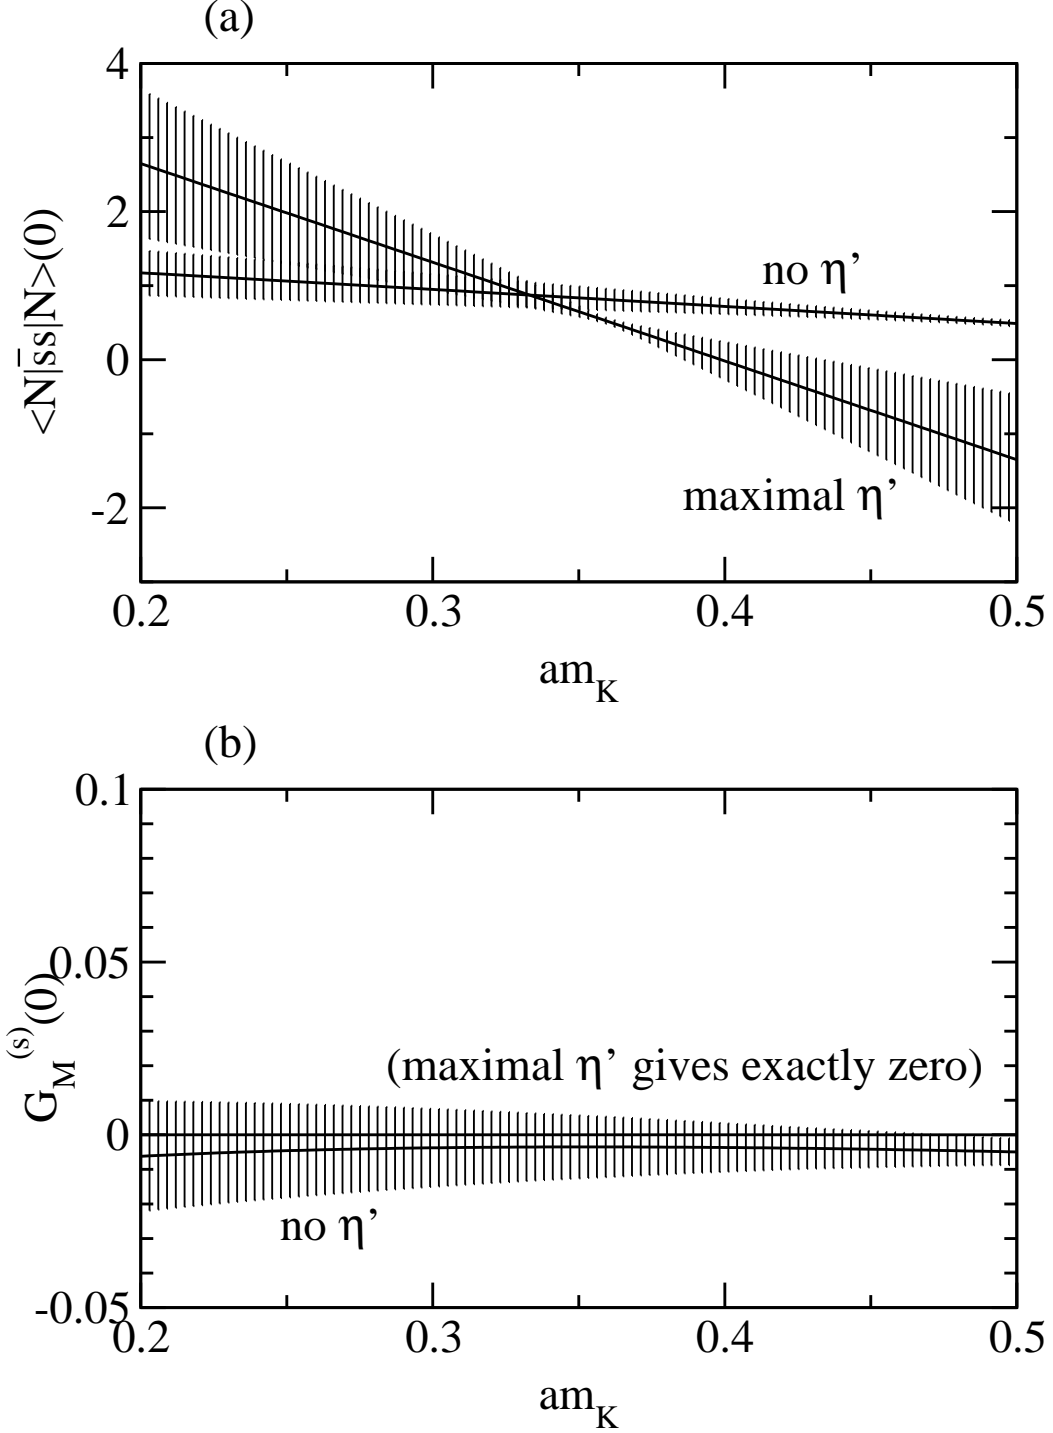 (a)
4
2
0
-2
<N|s̄s|N>(0)
no η’
maximal η’
0.2 0.3 0.4 0.5
am_K
(b)
0.1
0.05
0
-0.05
G_M^(s)(0)
(maximal η’ gives exactly zero)
no η’
0.2 0.3 0.4 0.5
am_K